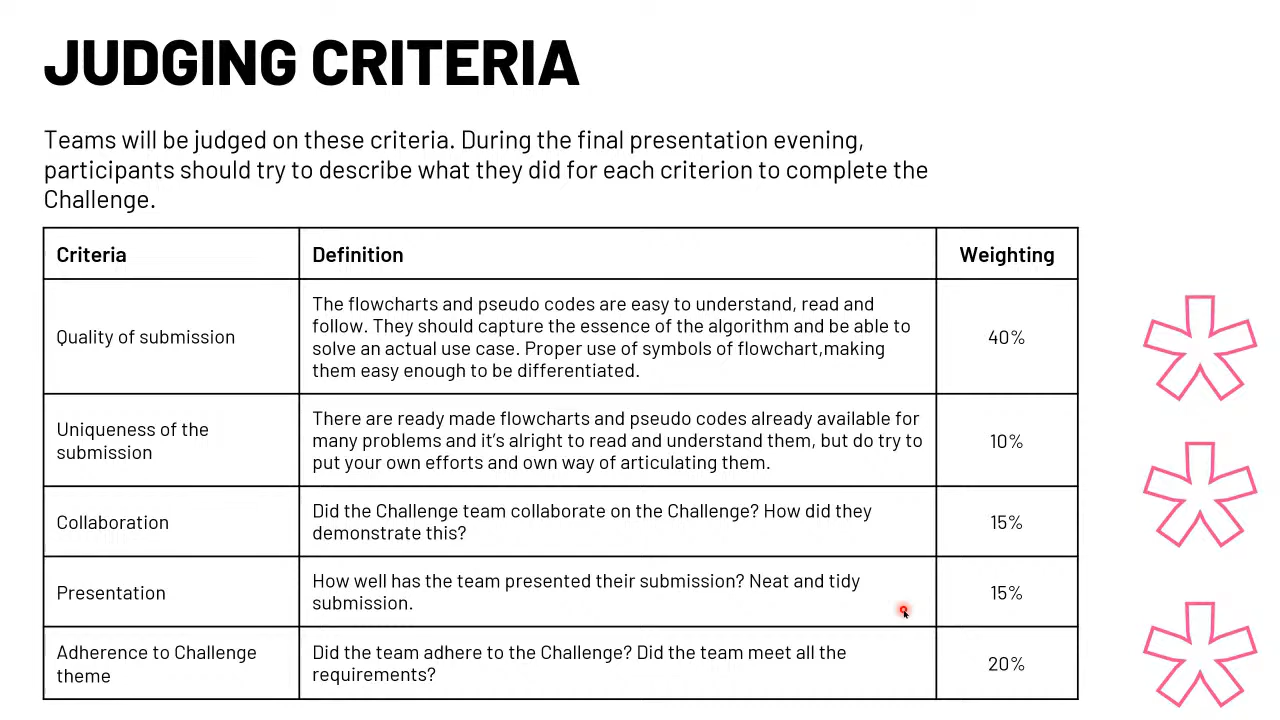 JUDGING CRITERIA
Teams will be judged on these criteria. During the final presentation evening,
participants should try to describe what they did for each criterion to complete the
Challenge.
Criteria
Definition
Weighting
Quality of submission
The flowcharts and pseudo codes are easy to understand, read and
follow. They should capture the essence of the algorithm and be able to
solve an actual use case. Proper use of symbols of flowchart,making
them easy enough to be differentiated.
40%
Uniqueness of the
submission
There are ready made flowcharts and pseudo codes already available for
many problems and it's alright to read and understand them, but do try to
put your own efforts and own way of articulating them.
10%
Collaboration
Did the Challenge team collaborate on the Challenge? How did they
demonstrate this?
15%
Presentation
How well has the team presented their submission? Neat and tidy
submission.
15%
Adherence to Challenge
theme
Did the team adhere to the Challenge? Did the team meet all the
requirements?
20%